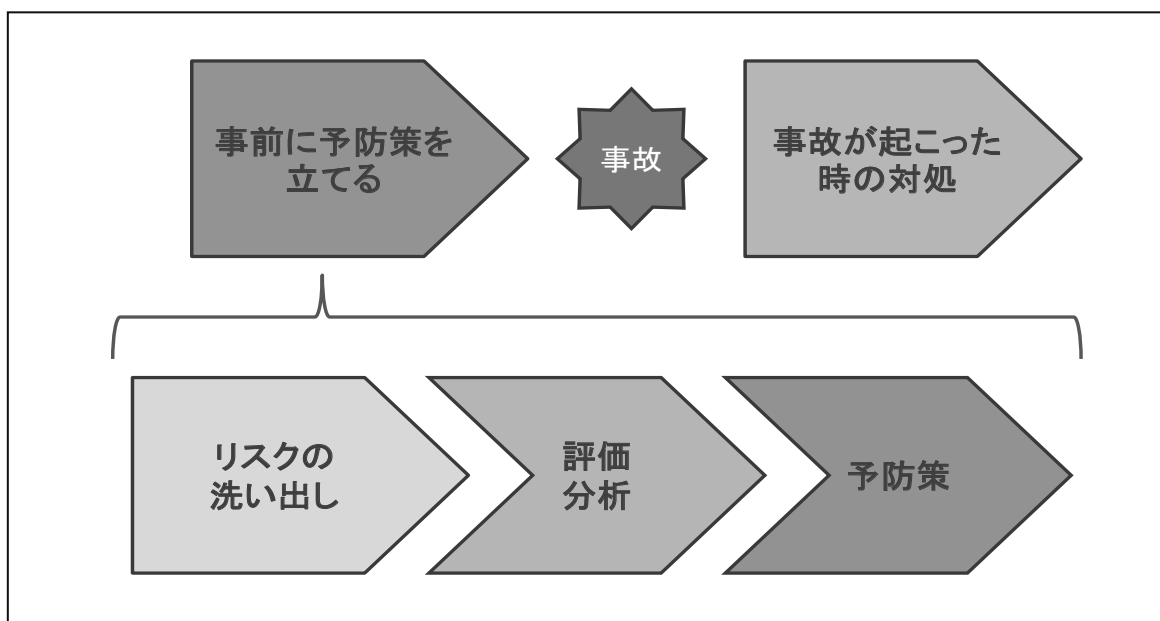 事前に予防策を
立てる
事故
事故が起こった
時の対処
リスクの
洗い出し
評価
分析
予防策